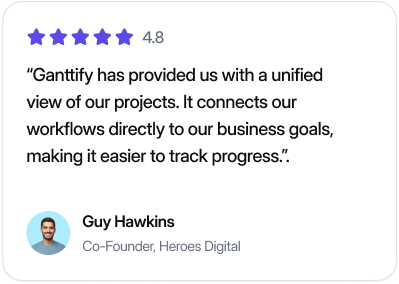 4.8
“Ganttify has provided us with a unified
view of our projects. It connects our
workflows directly to our business goals,
making it easier to track progress.”.
Guy Hawkins
Co-Founder, Heroes Digital